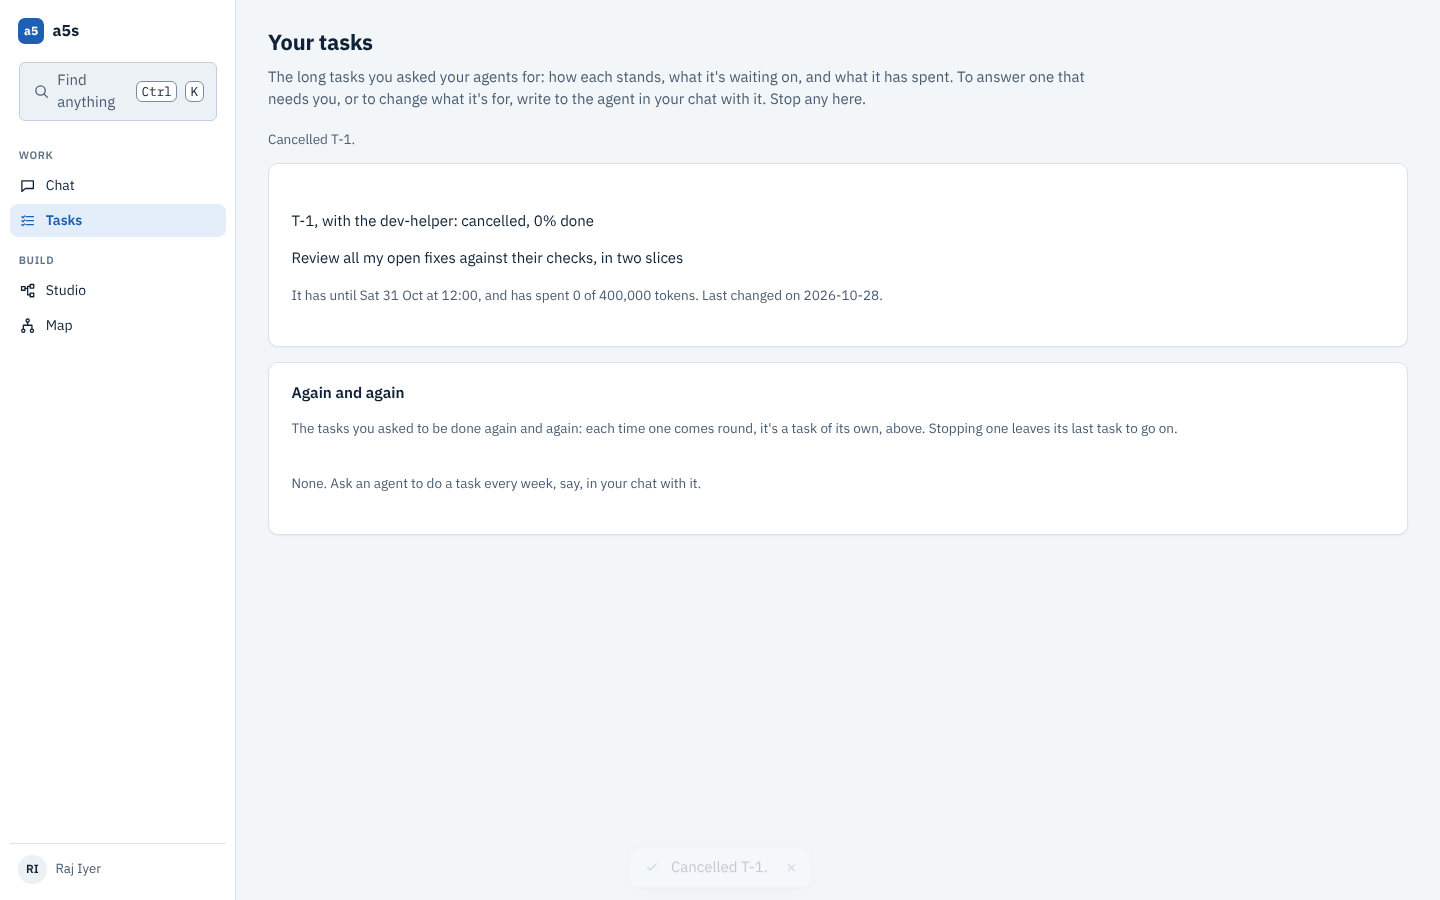 a5 a5s
Find
anything
Ctrl K
WORK
Chat
Tasks
BUILD
Studio
Map
RI Raj Iyer
Your tasks
The long tasks you asked your agents for: how each stands, what it's waiting on, and what it has spent. To answer one that
needs you, or to change what it's for, write to the agent in your chat with it. Stop any here.
Cancelled T-1.
T-1, with the dev-helper: cancelled, 0% done
Review all my open fixes against their checks, in two slices
It has until Sat 31 Oct at 12:00, and has spent 0 of 400,000 tokens. Last changed on 2026-10-28.
Again and again
The tasks you asked to be done again and again: each time one comes round, it's a task of its own, above. Stopping one leaves its last task to go on.
None. Ask an agent to do a task every week, say, in your chat with it.
Cancelled T-1.